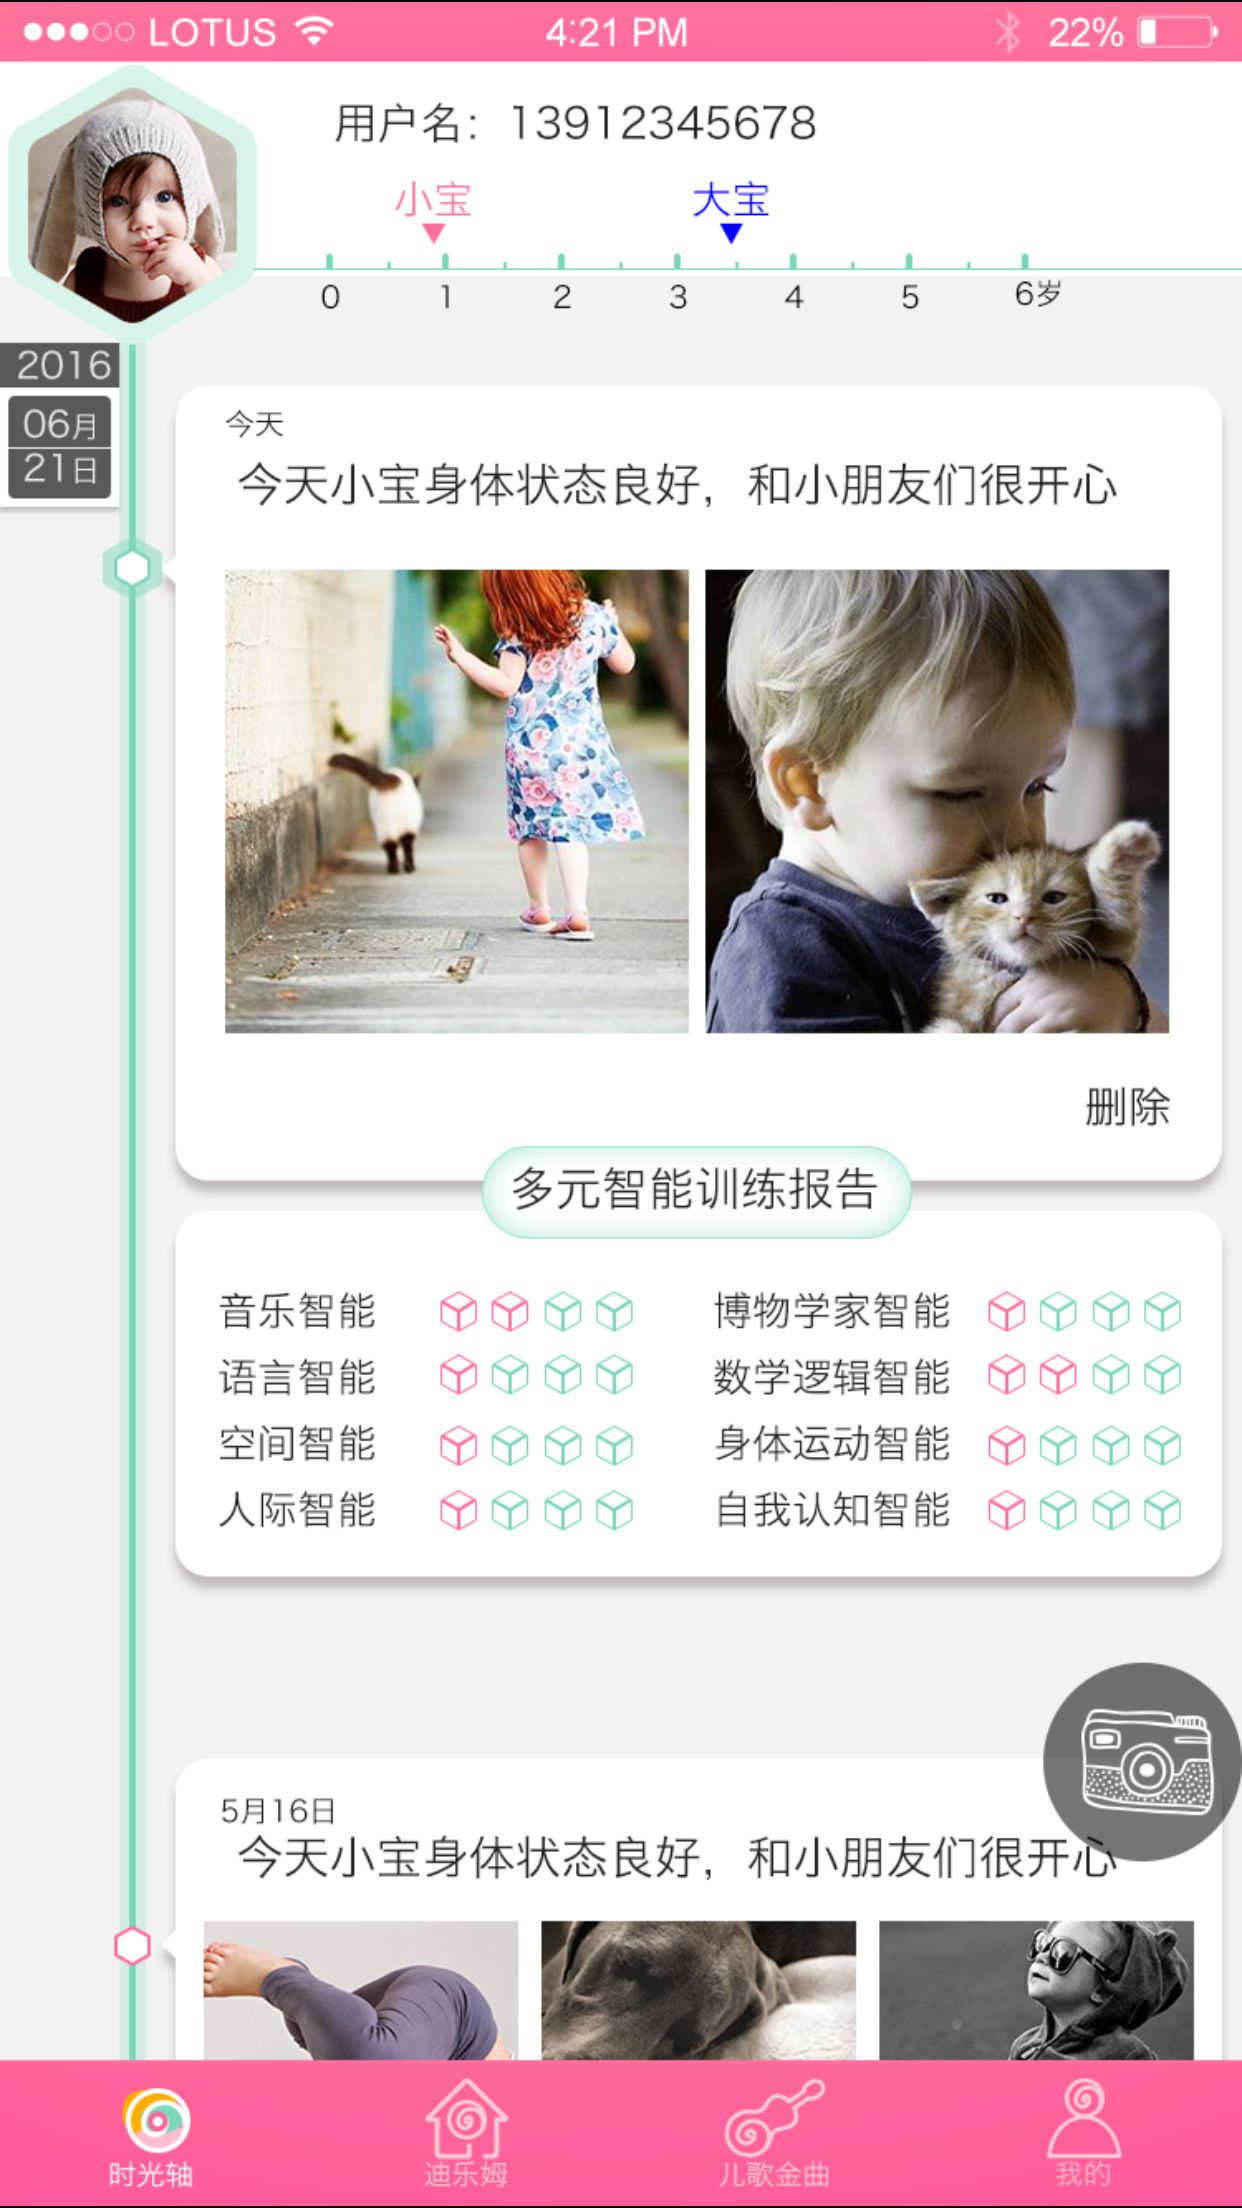 LOTUS
4:21 PM
22%
用户名：13912345678
小宝
大宝
0 1 2 3 4 5 6岁
2016
06月
21日
今天
今天小宝身体状态良好，和小朋友们很开心
删除
多元智能训练报告
音乐智能
博物学家智能
语言智能
数学逻辑智能
空间智能
身体运动智能
人际智能
自我认知智能
5月16日
今天小宝身体状态良好，和小朋友们很开心
时光轴
迪乐姆
儿歌金曲
我的